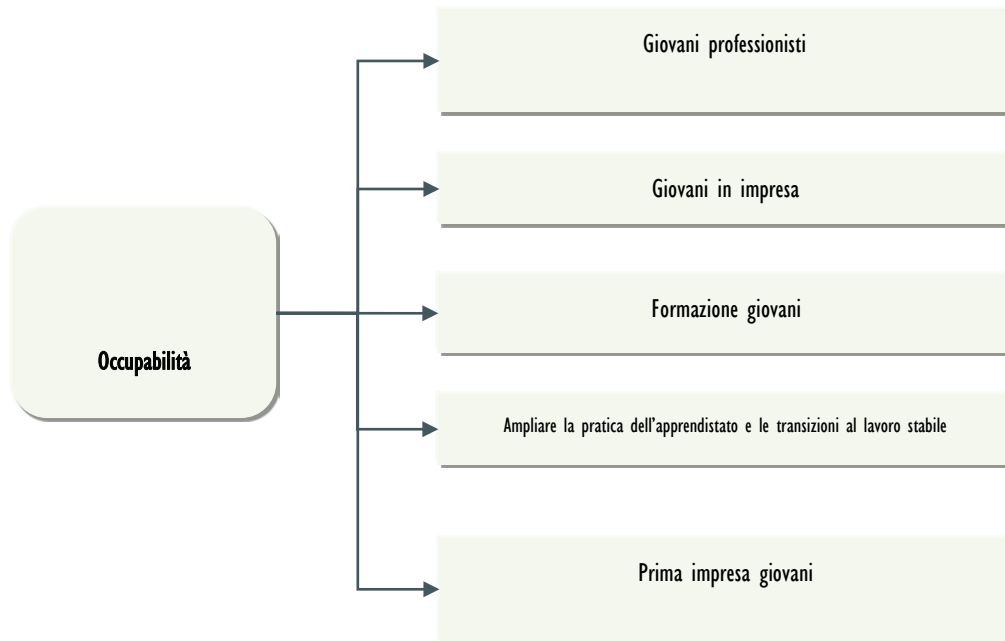 Giovani professionisti
Giovani in impresa
Formazione giovani
Occupabilità
Ampliare la pratica dell’apprendistato e le transizioni al lavoro stabile
Prima impresa giovani